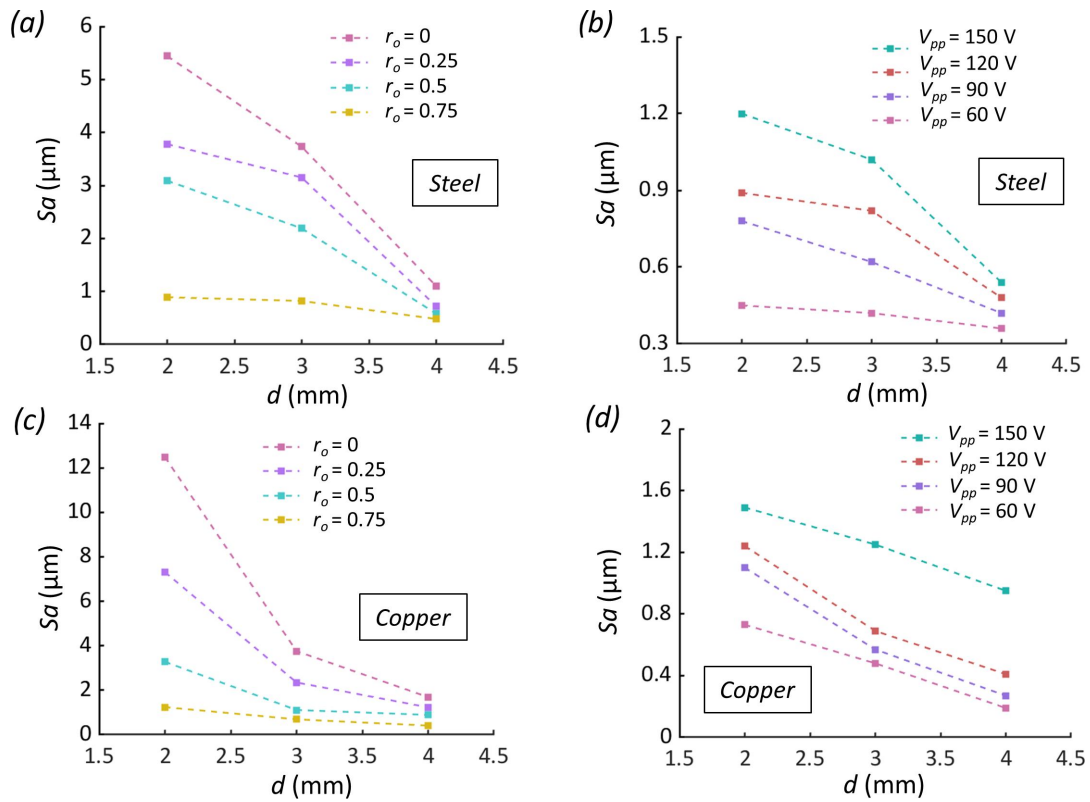 (a)
6
5
4
3
2
1
0
Sa (μm)
1.5 2 2.5 3 3.5 4 4.5
d (mm)
rₒ = 0
rₒ = 0.25
rₒ = 0.5
rₒ = 0.75
Steel
(b)
1.5
1.2
0.9
0.6
0.3
Sa (μm)
1.5 2 2.5 3 3.5 4 4.5
d (mm)
Vₚₚ = 150 V
Vₚₚ = 120 V
Vₚₚ = 90 V
Vₚₚ = 60 V
Steel
(c)
14
12
10
8
6
4
2
0
Sa (μm)
1.5 2 2.5 3 3.5 4 4.5
d (mm)
rₒ = 0
rₒ = 0.25
rₒ = 0.5
rₒ = 0.75
Copper
(d)
2
1.6
1.2
0.8
0.4
0
Sa (μm)
1.5 2 2.5 3 3.5 4 4.5
d (mm)
Vₚₚ = 150 V
Vₚₚ = 120 V
Vₚₚ = 90 V
Vₚₚ = 60 V
Copper